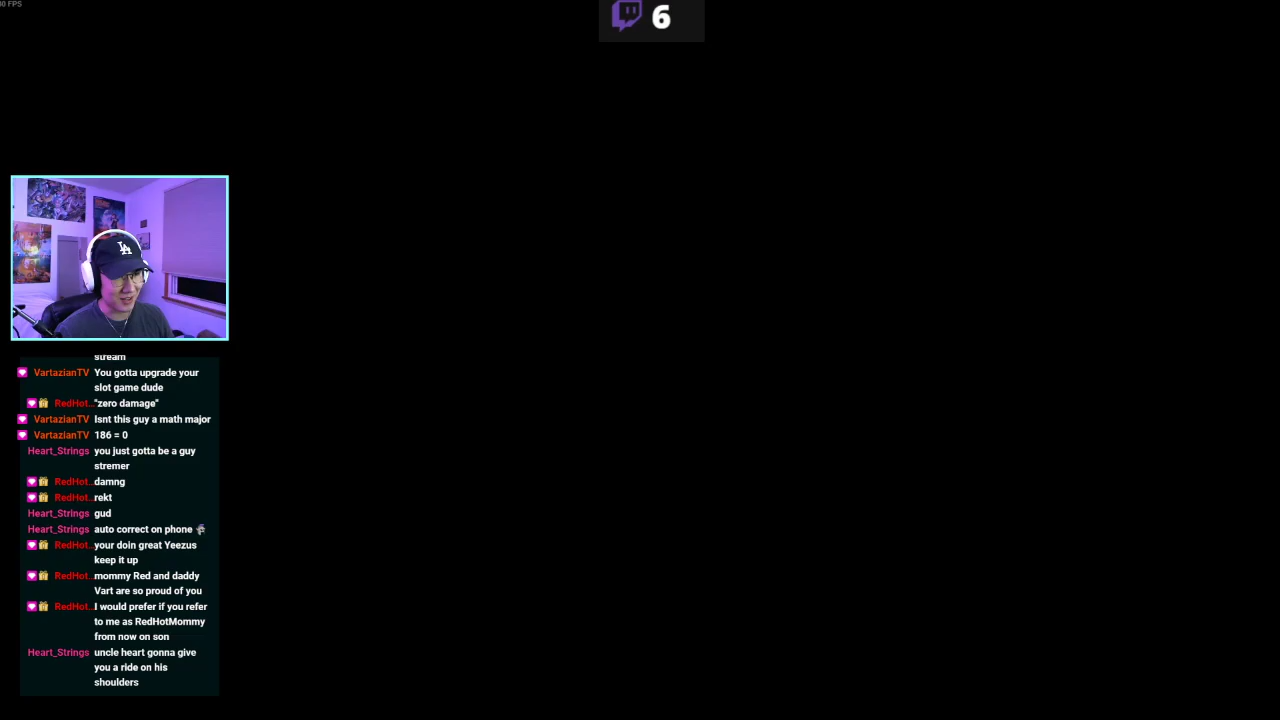 30 FPS
6
LA
stream
VartazianTV You gotta upgrade your
slot game dude
RedHot... "zero damage"
VartazianTV Isnt this guy a math major
VartazianTV 186 = 0
Heart_Strings you just gotta be a guy
stremer
RedHot... damng
RedHot... rekt
Heart_Strings gud
Heart_Strings auto correct on phone
RedHot... your doin great Yeezus
keep it up
RedHot... mommy Red and daddy
Vart are so proud of you
RedHot... I would prefer if you refer
to me as RedHotMommy
from now on son
Heart_Strings uncle heart gonna give
you a ride on his
shoulders